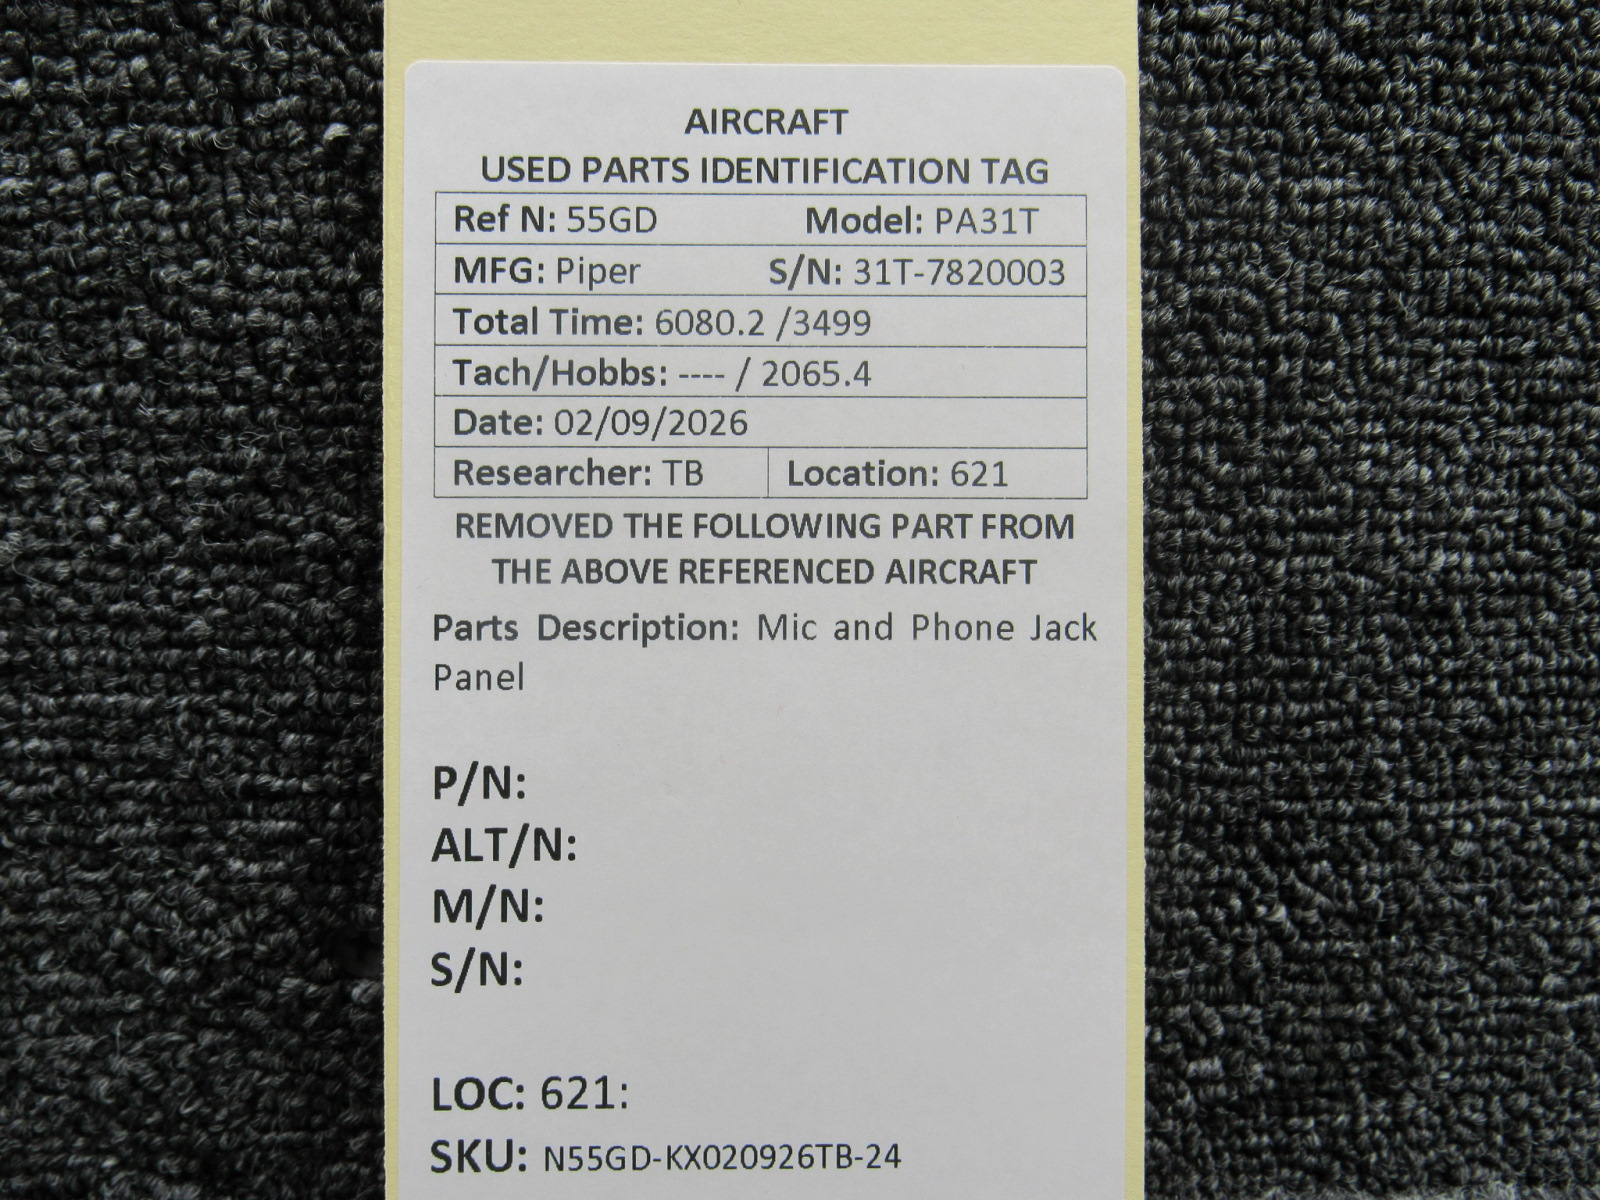 AIRCRAFT
USED PARTS IDENTIFICATION TAG
Ref N: 55GD Model: PA31T
MFG: Piper S/N: 31T-7820003
Total Time: 6080.2 /3499
Tach/Hobbs: ---- / 2065.4
Date: 02/09/2026
Researcher: TB Location: 621
REMOVED THE FOLLOWING PART FROM
THE ABOVE REFERENCED AIRCRAFT
Parts Description: Mic and Phone Jack
Panel
P/N:
ALT/N:
M/N:
S/N:
LOC: 621:
SKU: N55GD-KX020926TB-24